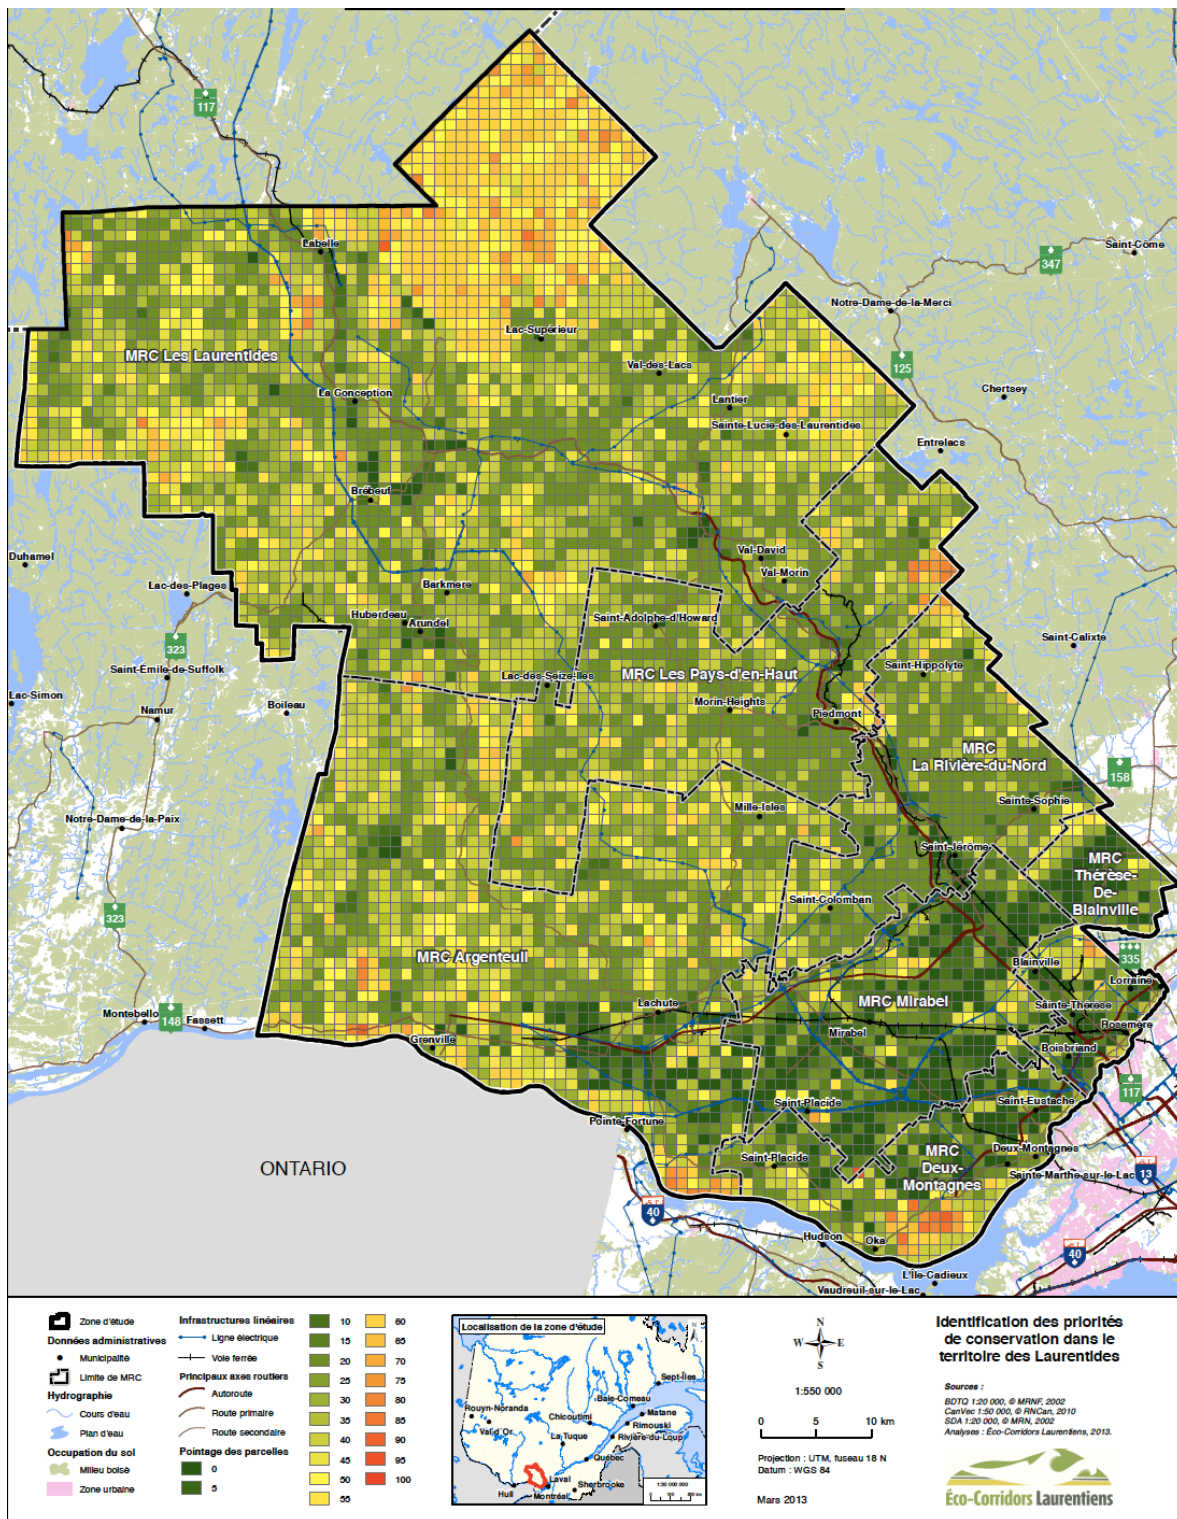 117
Labelle
347
Saint-Côme
Notre-Dame-de-la-Merci
Lac-Supérieur
MRC Les Laurentides
Val-des-Lacs
125
Chertsey
La Conception
Lantier
Sainte-Lucie-des-Laurentides
Entrelacs
Brébeuf
Duhamel
Val-David
Val-Morin
Lac-des-Plages
Barkmere
Huberdeau
Arundel
Saint-Adolphe-d'Howard
323
Saint-Calixte
Saint-Émile-de-Suffolk
Saint-Hippolyte
Lac-des-Seize-Îles
MRC Les Pays-d'en-Haut
Lac-Simon
Namur
Boileau
Morin-Heights
Piedmont
MRC
La Rivière-du-Nord
158
Notre-Dame-de-la-Paix
Mille-Isles
Sainte-Sophie
Saint-Jérôme
MRC
Thérèse-
De-
Blainville
Saint-Colomban
323
MRC Argenteuil
335
Blainville
Lorraine
MRC Mirabel
Lachute
Sainte-Thérèse
Montebello
148
Fassett
Mirabel
Rosemère
Grenville
Boisbriand
117
Saint-Placide
Saint-Eustache
Pointe-Fortune
Saint-Placide
MRC
Deux-
Montagnes
Deux-Montagnes
Sainte-Marthe-sur-le-Lac
13
ONTARIO
40
Hudson
Oka
40
L'Île-Cadieux
Vaudreuil-sur-le-Lac
Zone d'étude
Données administratives
Municipalité
Limite de MRC
Hydrographie
Cours d'eau
Plan d'eau
Occupation du sol
Milieu boisé
Zone urbaine
Infrastructures linéaires
Ligne électrique
Voie ferrée
Principaux axes routiers
Autoroute
Route primaire
Route secondaire
Pointage des parcelles
0
5
10
15
20
25
30
35
40
45
50
55
60
65
70
75
80
85
90
95
100
Localisation de la zone d'étude
N
Sept-Îles
Baie-Comeau
Rouyn-Noranda
Matane
Chicoutimi
Rimouski
Val-d'Or
La Tuque
Rivière-du-Loup
Québec
Laval
Hull
Montréal
Sherbrooke
1:30 000 000
N
W E
S
1:550 000
0 5 10 km
Projection : UTM, fuseau 18 N
Datum : WGS 84
Mars 2013
Identification des priorités
de conservation dans le
territoire des Laurentides
Sources :
BDTQ 1:20 000, © MRNF, 2002
CanVec 1:50 000, © RNCan, 2010
SDA 1:20 000, © MRN, 2002
Analyses : Éco-Corridors Laurentiens, 2013.
Éco-Corridors Laurentiens